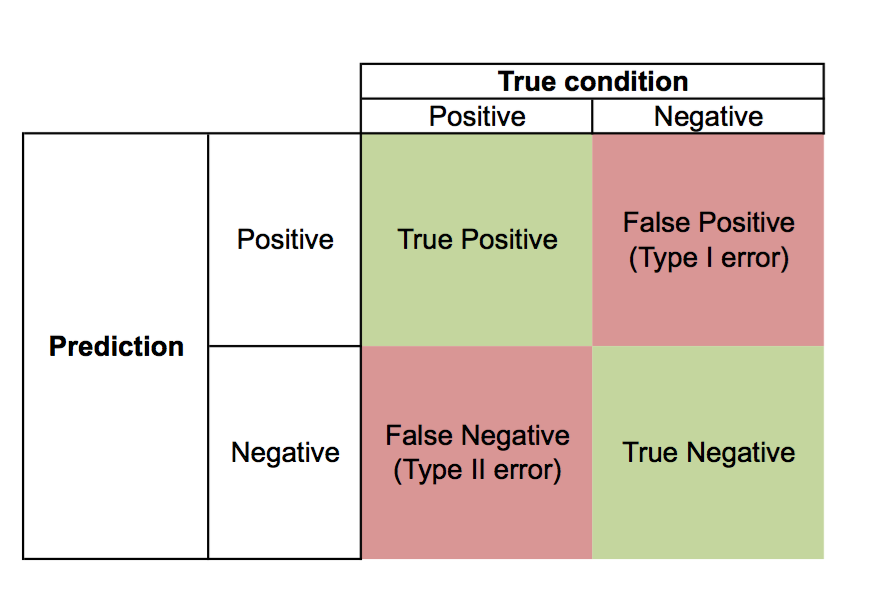 True condition
Positive
Negative
Positive
True Positive
False Positive
(Type I error)
Prediction
Negative
False Negative
(Type II error)
True Negative